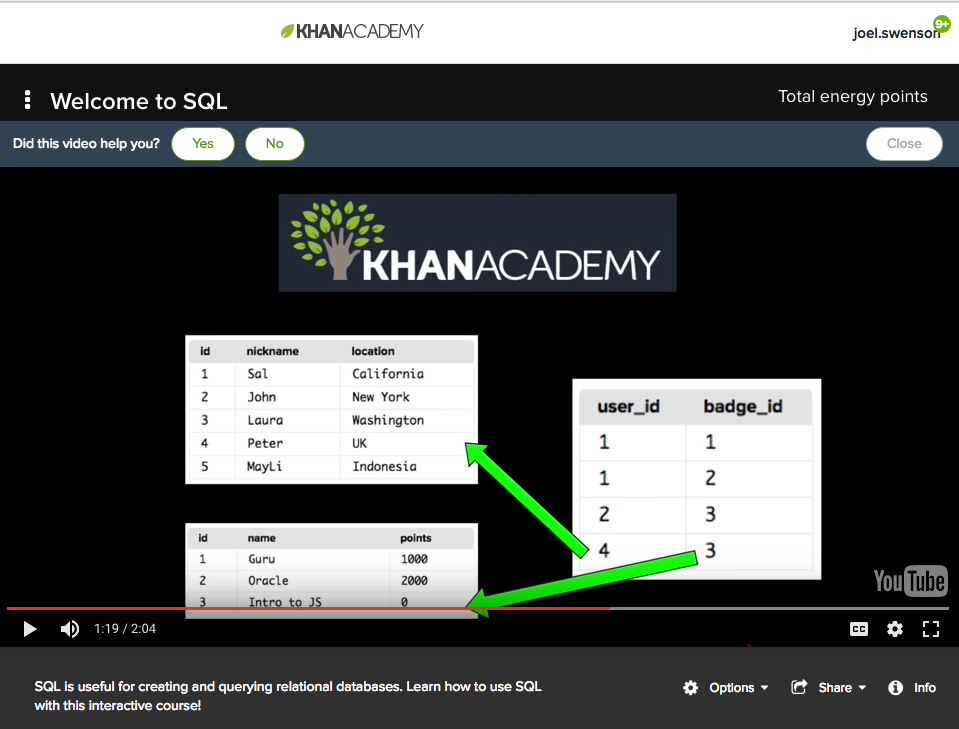 KHANACADEMY
joel.swenson
9+
Welcome to SQL
Total energy points
Did this video help you? Yes No Close
KHANACADEMY
id nickname location
1 Sal California
2 John New York
3 Laura Washington
4 Peter UK
5 MayLi Indonesia
user_id badge_id
1 1
1 2
2 3
4 3
id name points
1 Guru 1000
2 Oracle 2000
3 Intro to JS 0
YouTube
1:19 / 2:04
CC
SQL is useful for creating and querying relational databases. Learn how to use SQL
with this interactive course!
Options Share Info